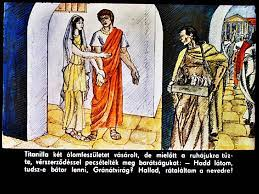 Titanilla két ólomfeszületet vásárolt, de mielőtt a ruhájukra tűz-
te, vérszerződéssel pecsételték meg barátságukat: — Hadd látom,
tudsz-e bátor lenni, Gránátvirág? Hallod, rátaláltam a nevedre!